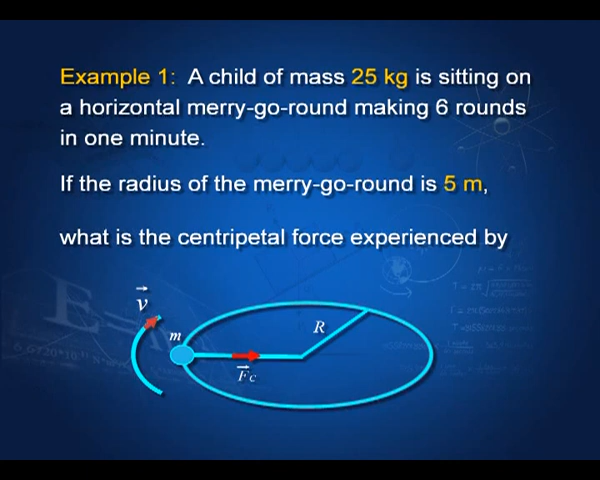 Example 1: A child of mass 25 kg is sitting on
a horizontal merry-go-round making 6 rounds
in one minute.
If the radius of the merry-go-round is 5 m,
what is the centripetal force experienced by
v
m
R
Fc